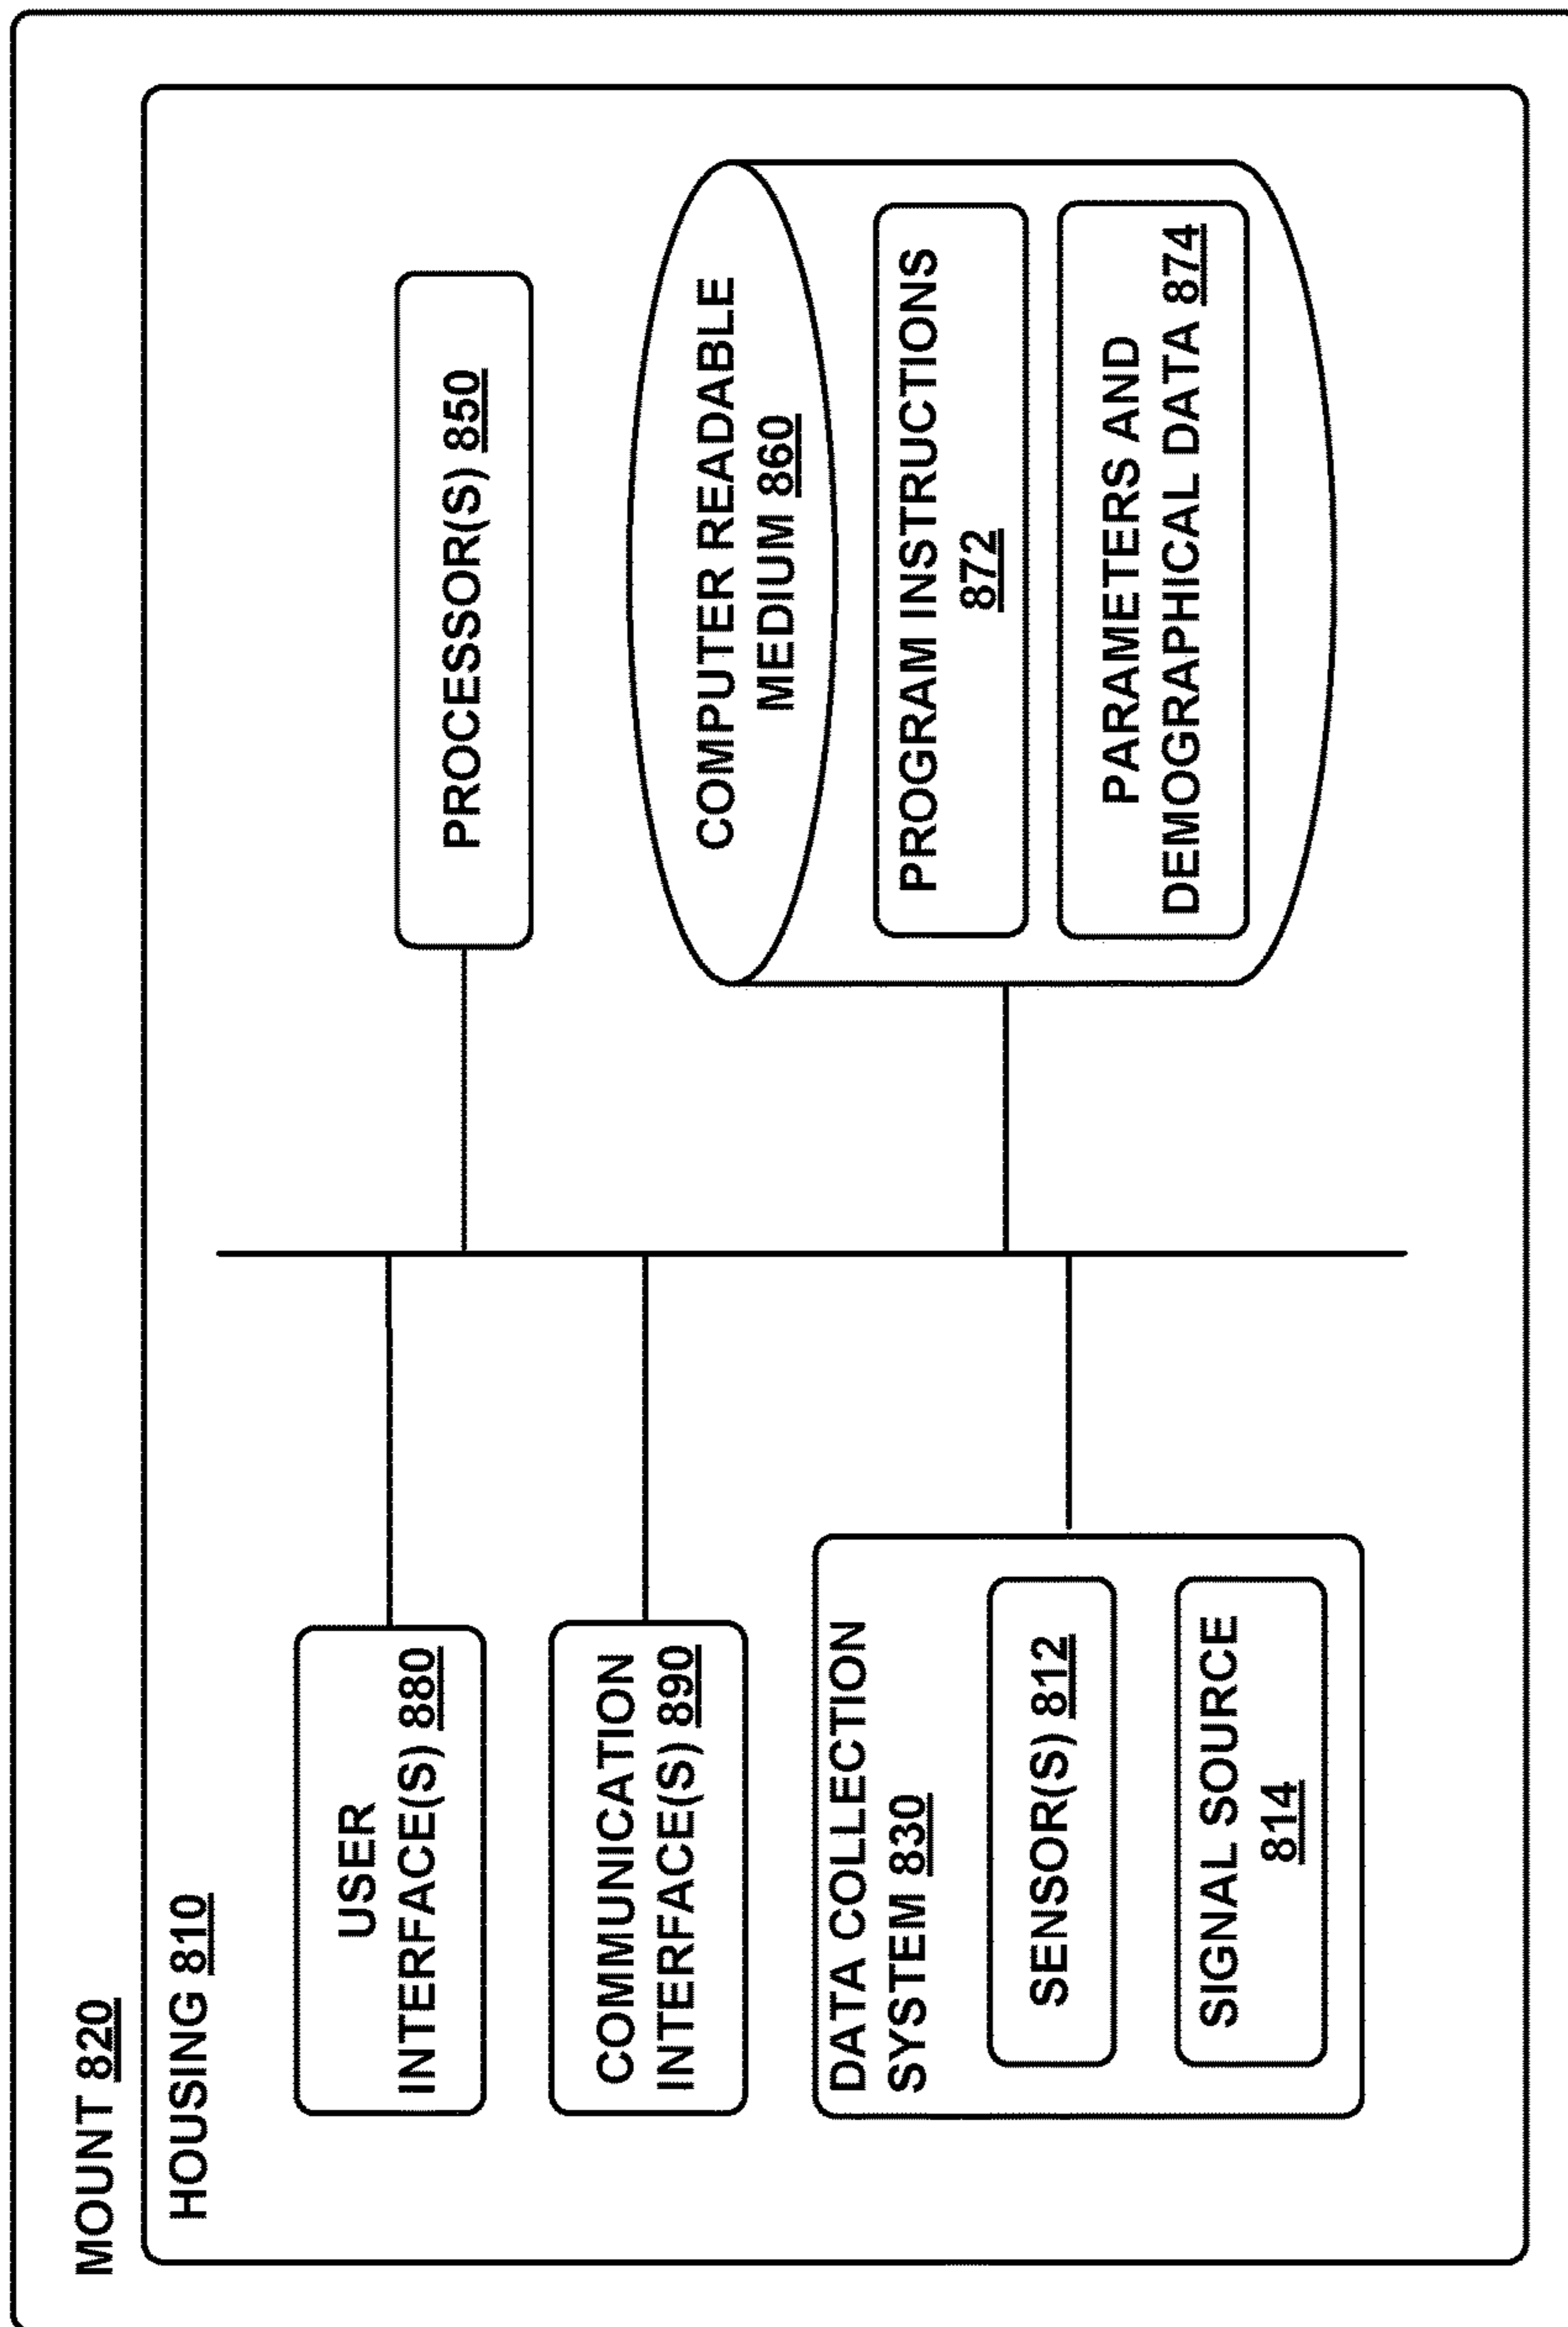 MOUNT 820
HOUSING 810
USER
INTERFACE(S) 880
COMMUNICATION
INTERFACE(S) 890
DATA COLLECTION
SYSTEM 830
SENSOR(S) 812
SIGNAL SOURCE
814
PROCESSOR(S) 850
COMPUTER READABLE
MEDIUM 860
PROGRAM INSTRUCTIONS
872
PARAMETERS AND
DEMOGRAPHICAL DATA 874